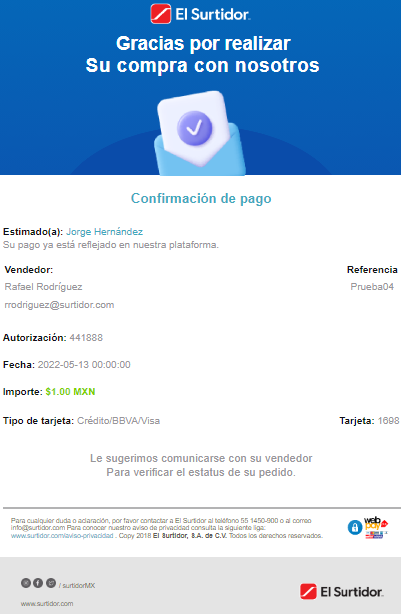 El Surtidor.
Gracias por realizar
Su compra con nosotros
Confirmación de pago
Estimado(a): Jorge Hernández
Su pago ya está reflejado en nuestra plataforma.
Vendedor: Referencia
Rafael Rodríguez Prueba04
rrodriguez@surtidor.com
Autorización: 441888
Fecha: 2022-05-13 00:00:00
Importe: $1.00 MXN
Tipo de tarjeta: Crédito/BBVA/Visa Tarjeta: 1698
Le sugerimos comunicarse con su vendedor
Para verificar el estatus de su pedido.
Para cualquier duda o aclaración, por favor contactar a El Surtidor al teléfono 55 1450-900 o al correo
info@surtidor.com Para conocer nuestro aviso de privacidad consulta la siguiente liga:
www.surtidor.com/aviso-privacidad . Copy 2018 El Surtidor, S.A. de C.V. Todos los derechos reservados.
web
pay
/ surtidorMX
www.surtidor.com
El Surtidor.